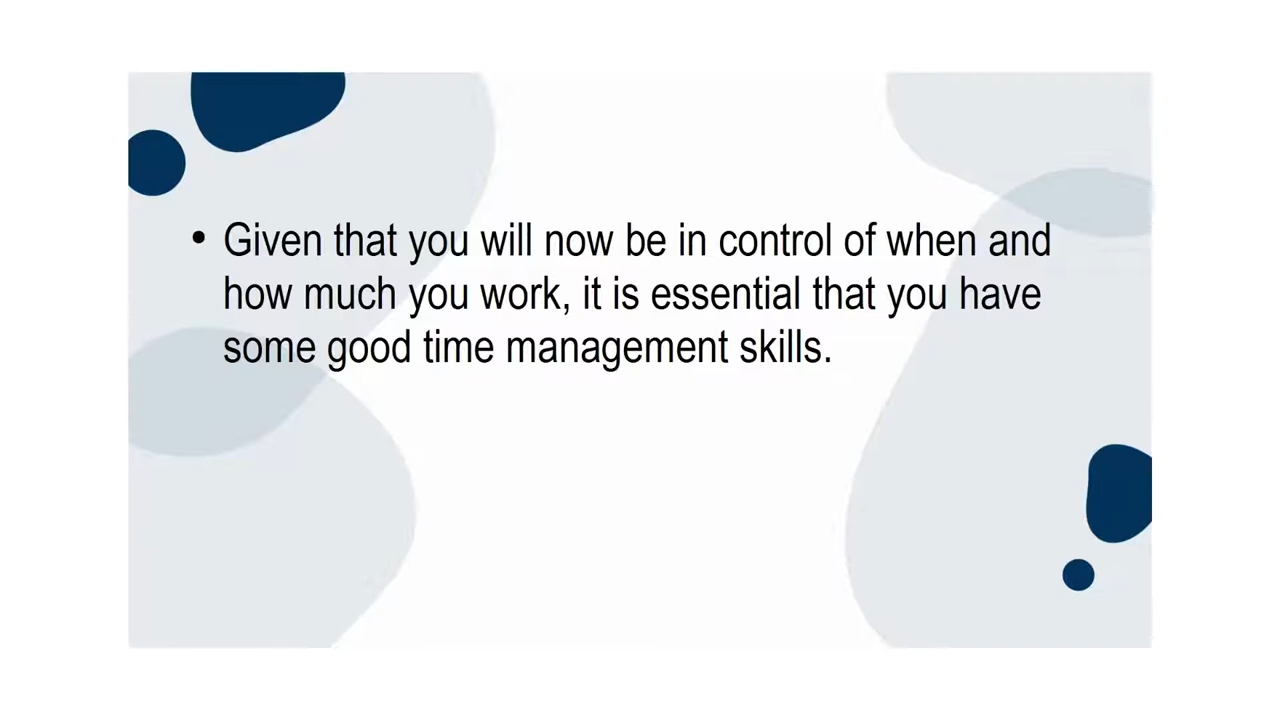 • Given that you will now be in control of when and
how much you work, it is essential that you have
some good time management skills.